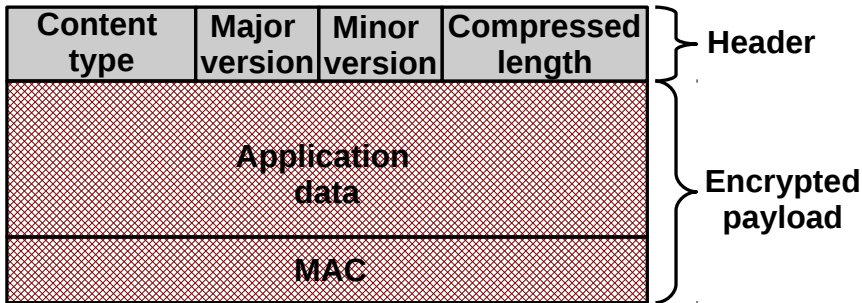 Content type
Major version
Minor version
Compressed length
Header
Application data
MAC
Encrypted payload